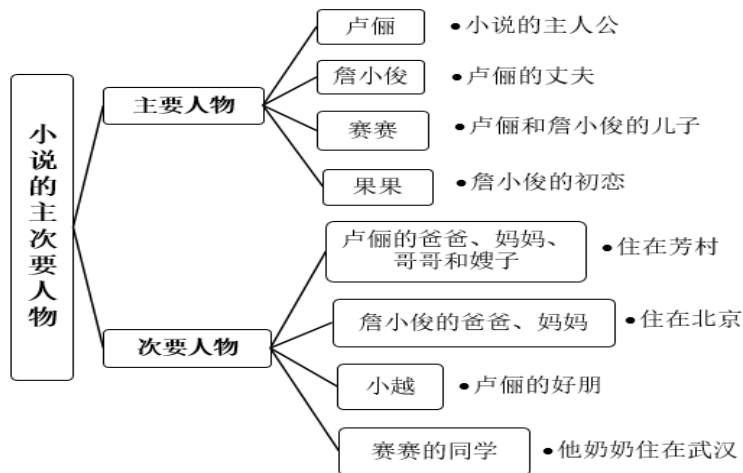 小说的主次要人物
主要人物
卢俪
•小说的主人公
詹小俊
•卢俪的丈夫
赛赛
•卢俪和詹小俊的儿子
果果
•詹小俊的初恋
次要人物
卢俪的爸爸、妈妈、
哥哥和嫂子
•住在芳村
詹小俊的爸爸、妈妈
•住在北京
小越
•卢俪的好朋
赛赛的同学
•他奶奶住在武汉